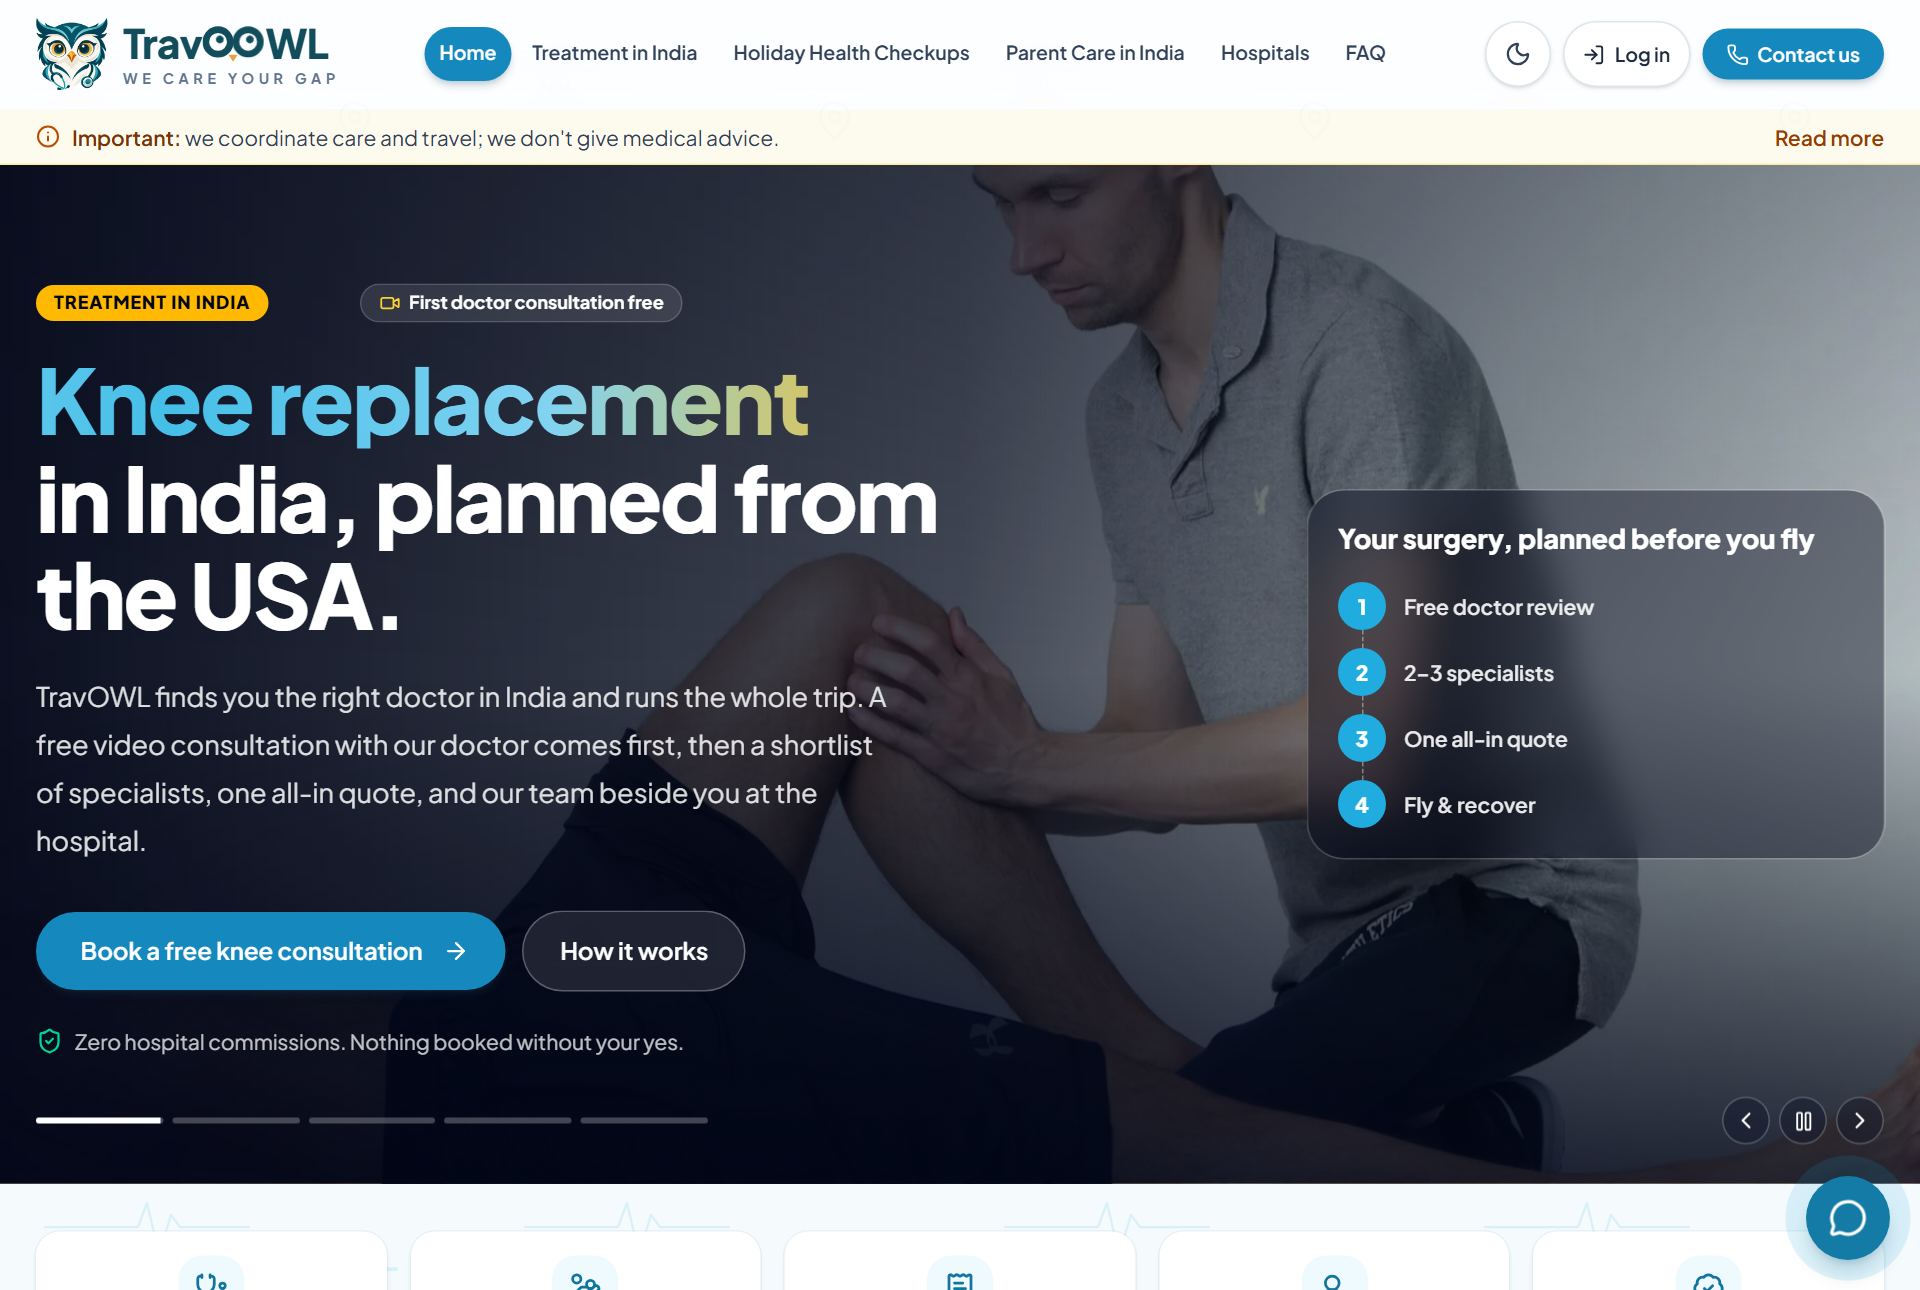 TravOOWL
WE CARE YOUR GAP
Home
Treatment in India
Holiday Health Checkups
Parent Care in India
Hospitals
FAQ
Log in
Contact us
Important: we coordinate care and travel; we don't give medical advice.
Read more
TREATMENT IN INDIA
First doctor consultation free
Knee replacement
in India, planned from
the USA.
TravOWL finds you the right doctor in India and runs the whole trip. A
free video consultation with our doctor comes first, then a shortlist
of specialists, one all-in quote, and our team beside you at the
hospital.
Book a free knee consultation
How it works
Zero hospital commissions. Nothing booked without your yes.
Your surgery, planned before you fly
1 Free doctor review
2 2–3 specialists
3 One all-in quote
4 Fly & recover